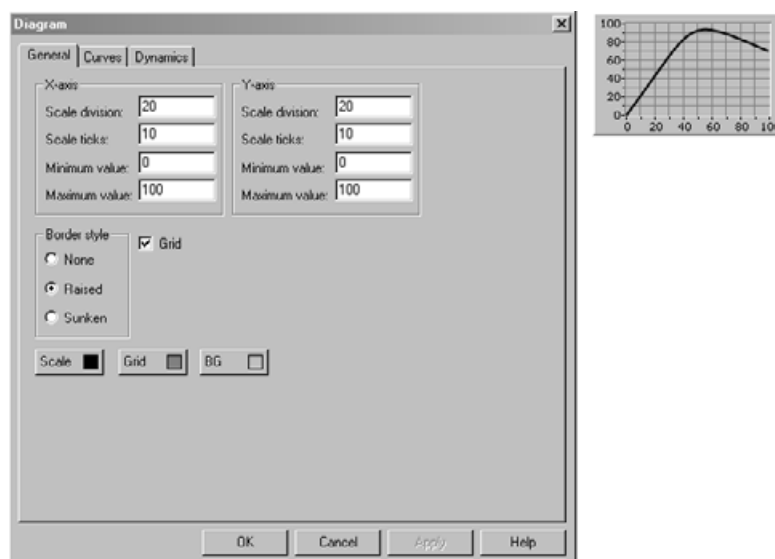 Diagram
General Curves Dynamics
X-axis
Scale division: 20
Scale ticks: 10
Minimum value: 0
Maximum value: 100
Y-axis
Scale division: 20
Scale ticks: 10
Minimum value: 0
Maximum value: 100
Border style
None
Raised
Sunken
Grid
Scale Grid BG
OK Cancel Apply Help
100
80
60
40
20
0
0 20 40 60 80 100